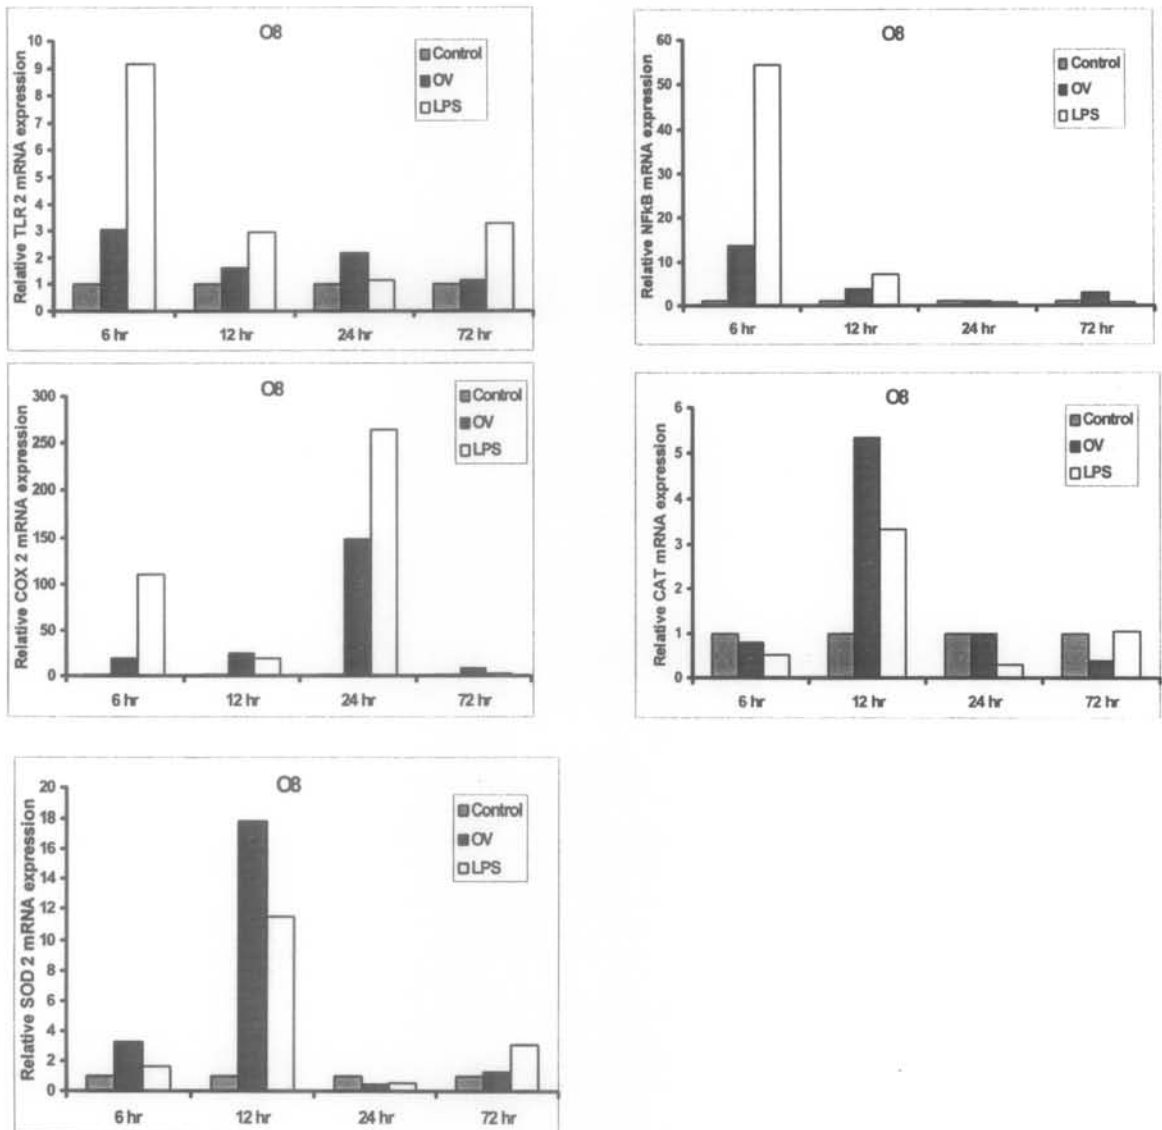 O8
Relative TLR 2 mRNA expression
10
9
8
7
6
5
4
3
2
1
0
Control
OV
LPS
6 hr 12 hr 24 hr 72 hr
O8
Relative NFkB mRNA expression
60
50
40
30
20
10
0
Control
OV
LPS
6 hr 12 hr 24 hr 72 hr
O8
Relative COX 2 mRNA expression
300
250
200
150
100
50
0
Control
OV
LPS
6 hr 12 hr 24 hr 72 hr
O8
Relative CAT mRNA expression
6
5
4
3
2
1
0
Control
OV
LPS
6 hr 12 hr 24 hr 72 hr
O8
Relative SOD 2 mRNA expression
20
18
16
14
12
10
8
6
4
2
0
Control
OV
LPS
6 hr 12 hr 24 hr 72 hr